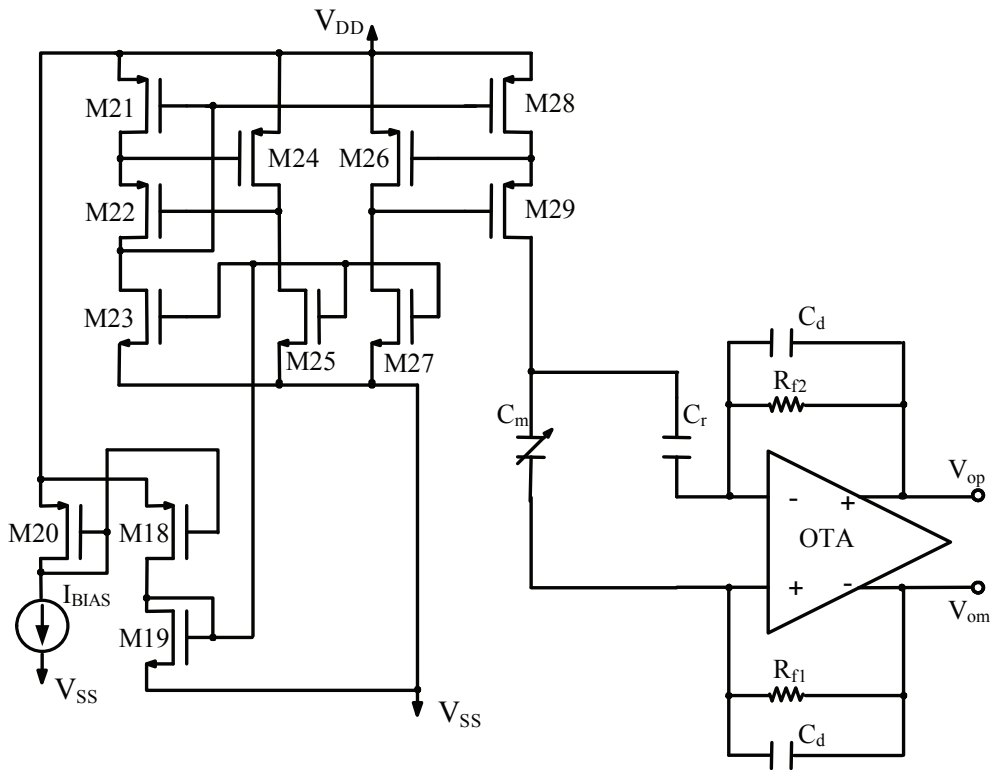 V_DD
M21
M28
M24
M26
M22
M29
M23
M25
M27
C_d
R_f2
C_m
C_r
V_op
- +
M20
M18
OTA
I_BIAS
+ -
V_om
M19
V_SS
R_f1
V_SS
C_d